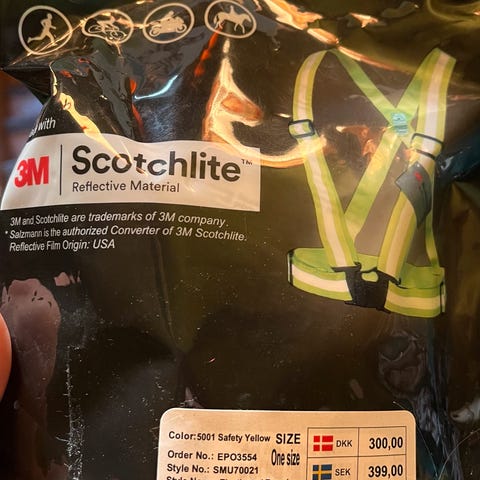 with
3M Scotchlite™
Reflective Material
3M and Scotchlite are trademarks of 3M company.
* Salzmann is the authorized Converter of 3M Scotchlite.
Reflective Film Origin: USA
Color: 5001 Safety Yellow SIZE
DKK 300,00
Order No.: EPO3554 One size
Style No.: SMU70021
SEK 399,00